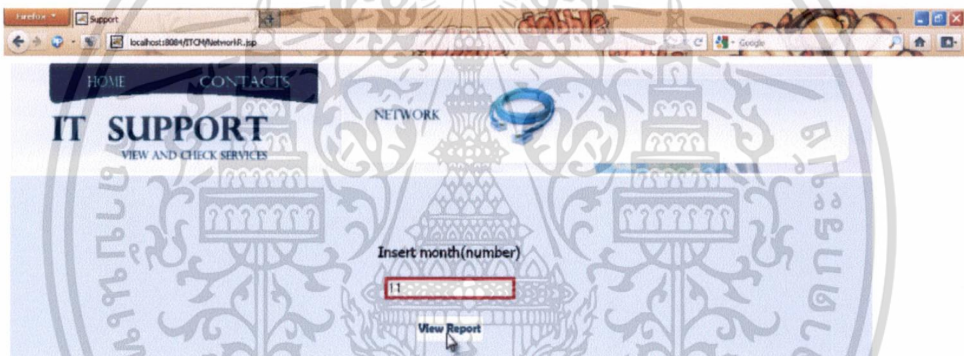 Firefox
Support
localhost:8084/ITCM/NetworkR.jsp
Google
HOME CONTACTS
NETWORK
IT SUPPORT
VIEW AND CHECK SERVICES
Insert month(number)
11
View Report